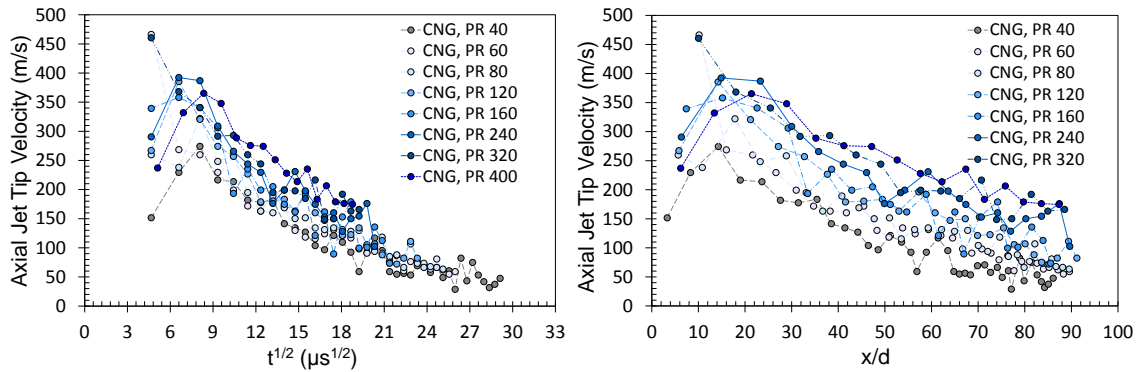 Axial Jet Tip Velocity (m/s)
500
450
400
350
300
250
200
150
100
50
0
0 3 6 9 12 15 18 21 24 27 30 33
t1/2 (µs1/2)
CNG, PR 40
CNG, PR 60
CNG, PR 80
CNG, PR 120
CNG, PR 160
CNG, PR 240
CNG, PR 320
CNG, PR 400
Axial Jet Tip Velocity (m/s)
500
450
400
350
300
250
200
150
100
50
0
0 10 20 30 40 50 60 70 80 90 100
x/d
CNG, PR 40
CNG, PR 60
CNG, PR 80
CNG, PR 120
CNG, PR 160
CNG, PR 240
CNG, PR 320